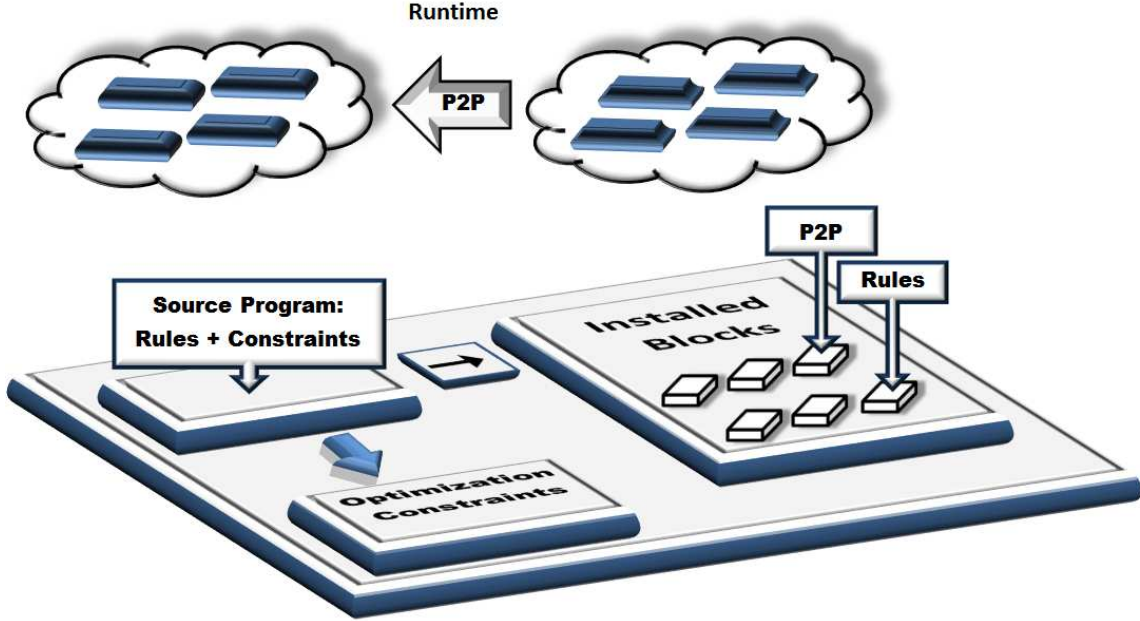 Runtime
P2P
P2P
Rules
Source Program:
Rules + Constraints
Installed
Blocks
Optimization
Constraints